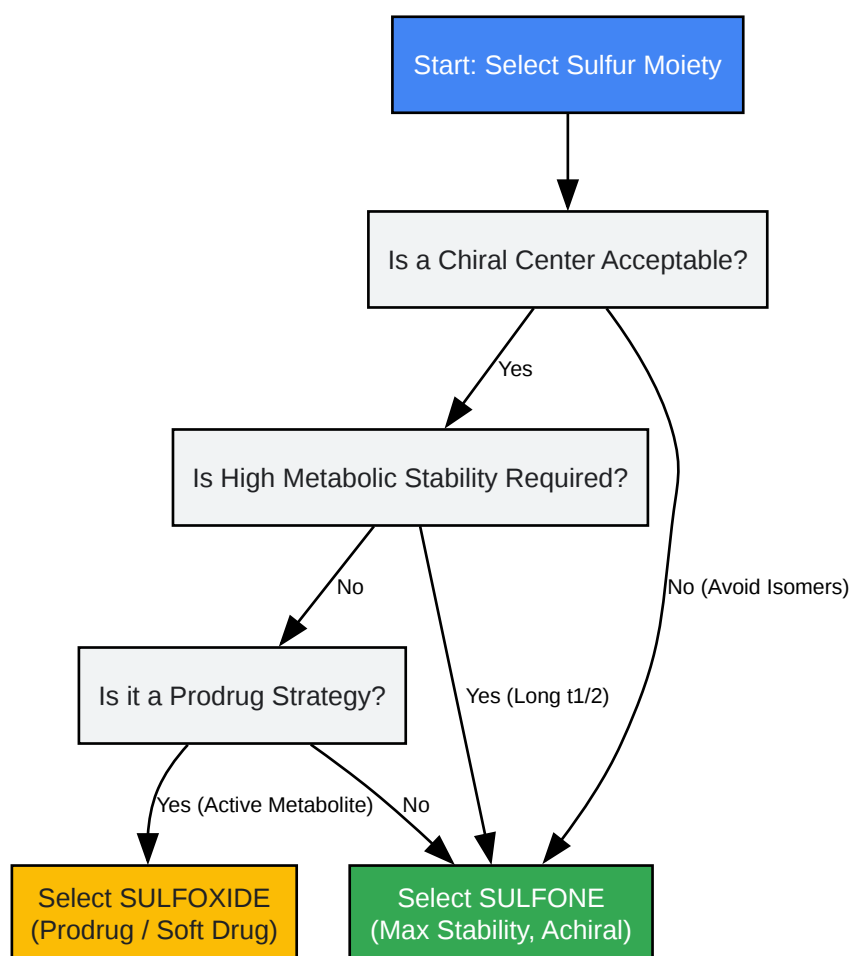 Start: Select Sulfur Moiety
Is a Chiral Center Acceptable?
Yes
Is High Metabolic Stability Required?
No
No (Avoid Isomers)
Is it a Prodrug Strategy?
Yes (Long t1/2)
Yes (Active Metabolite)
No
Select SULFOXIDE
(Prodrug / Soft Drug)
Select SULFONE
(Max Stability, Achiral)